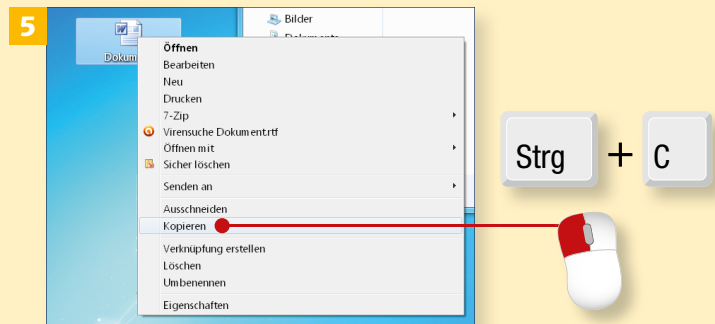 5
Bilder
Dokumente
Öffnen
Bearbeiten
Neu
Drucken
7-Zip
Virensuche Dokument.rtf
Öffnen mit
Sicher löschen
Senden an
Ausschneiden
Kopieren
Verknüpfung erstellen
Löschen
Umbenennen
Eigenschaften
Strg + C